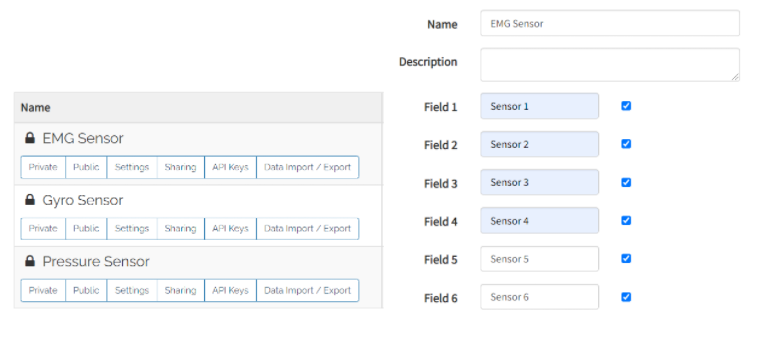 Name
EMG Sensor
Private Public Settings Sharing API Keys Data Import / Export
Gyro Sensor
Private Public Settings Sharing API Keys Data Import / Export
Pressure Sensor
Private Public Settings Sharing API Keys Data Import / Export
Name EMG Sensor
Description
Field 1 Sensor 1
Field 2 Sensor 2
Field 3 Sensor 3
Field 4 Sensor 4
Field 5 Sensor 5
Field 6 Sensor 6